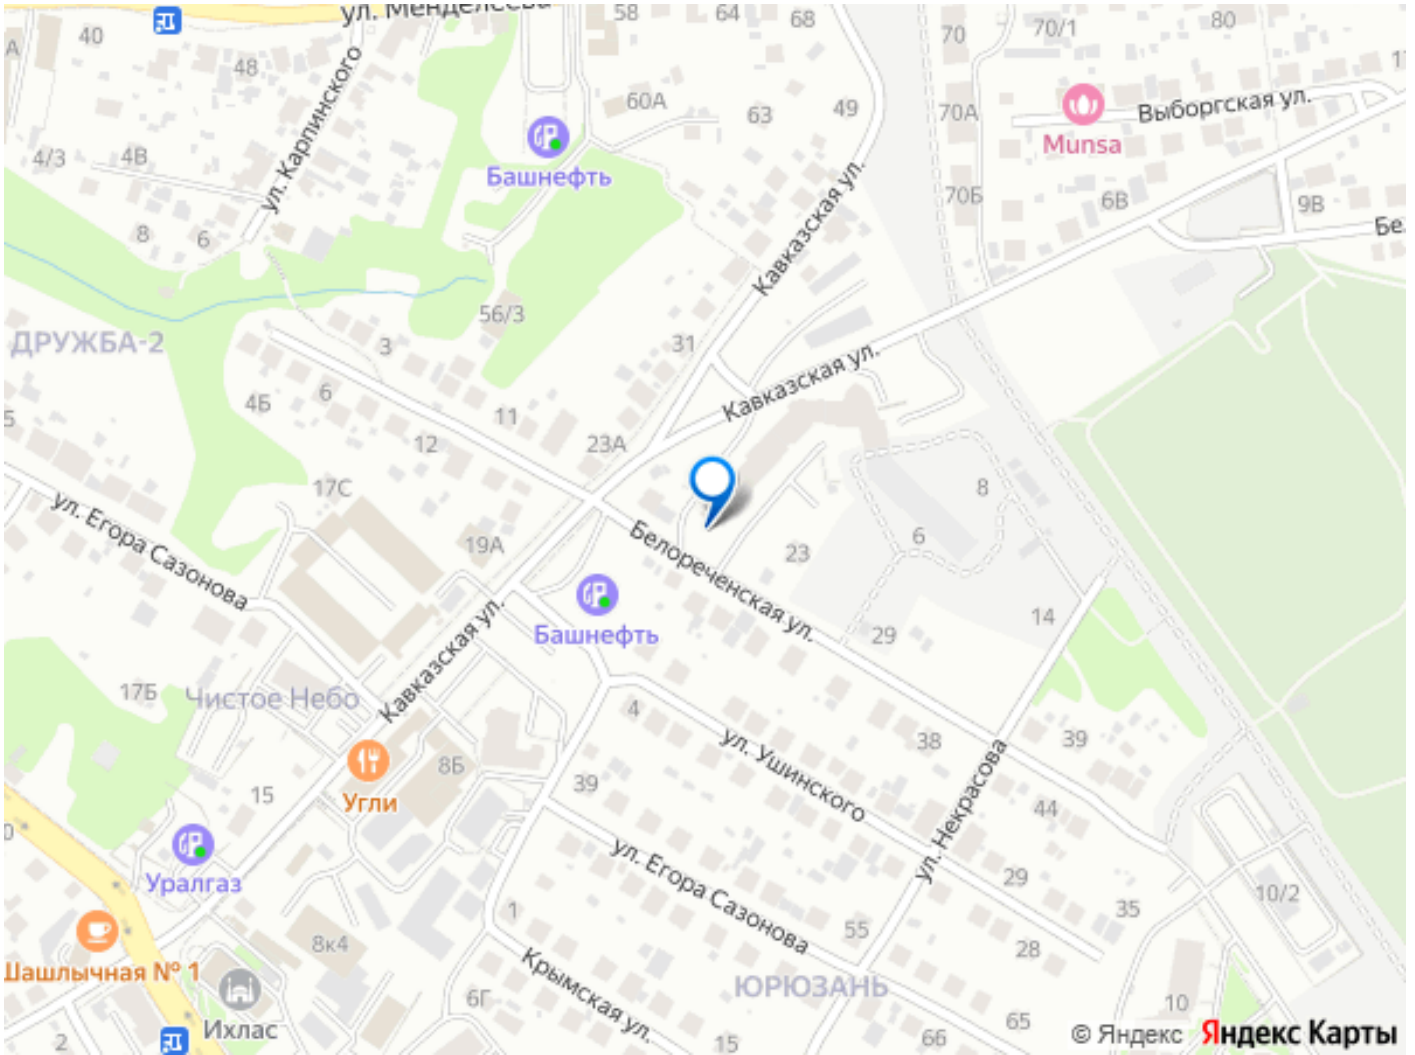 ул. Менделеева
58
64
68
70
70/1
80
40
48
60А
63
49
70А
Выборгская ул.
Munsa
4/3
4В
ул. Карпинского
Башнефть
Кавказская ул.
70Б
6В
9В
8
6
56/3
ДРУЖБА-2
3
31
Кавказская ул.
4Б
6
11
12
23А
17С
8
ул. Егора Сазонова
19А
Белореченская ул.
23
6
Башнефть
29
14
17Б
Чистое Небо
Кавказская ул.
4
ул. Ушинского
38
39
8Б
39
15
Угли
44
ул. Некрасова
Уралгаз
ул. Егора Сазонова
29
35
10/2
1
55
28
8к4
Шашлычная № 1
Крымская ул.
ЮРЮЗАНЬ
6Г
10
Ихлас
2
15
66
65
© Яндекс Яндекс Карты